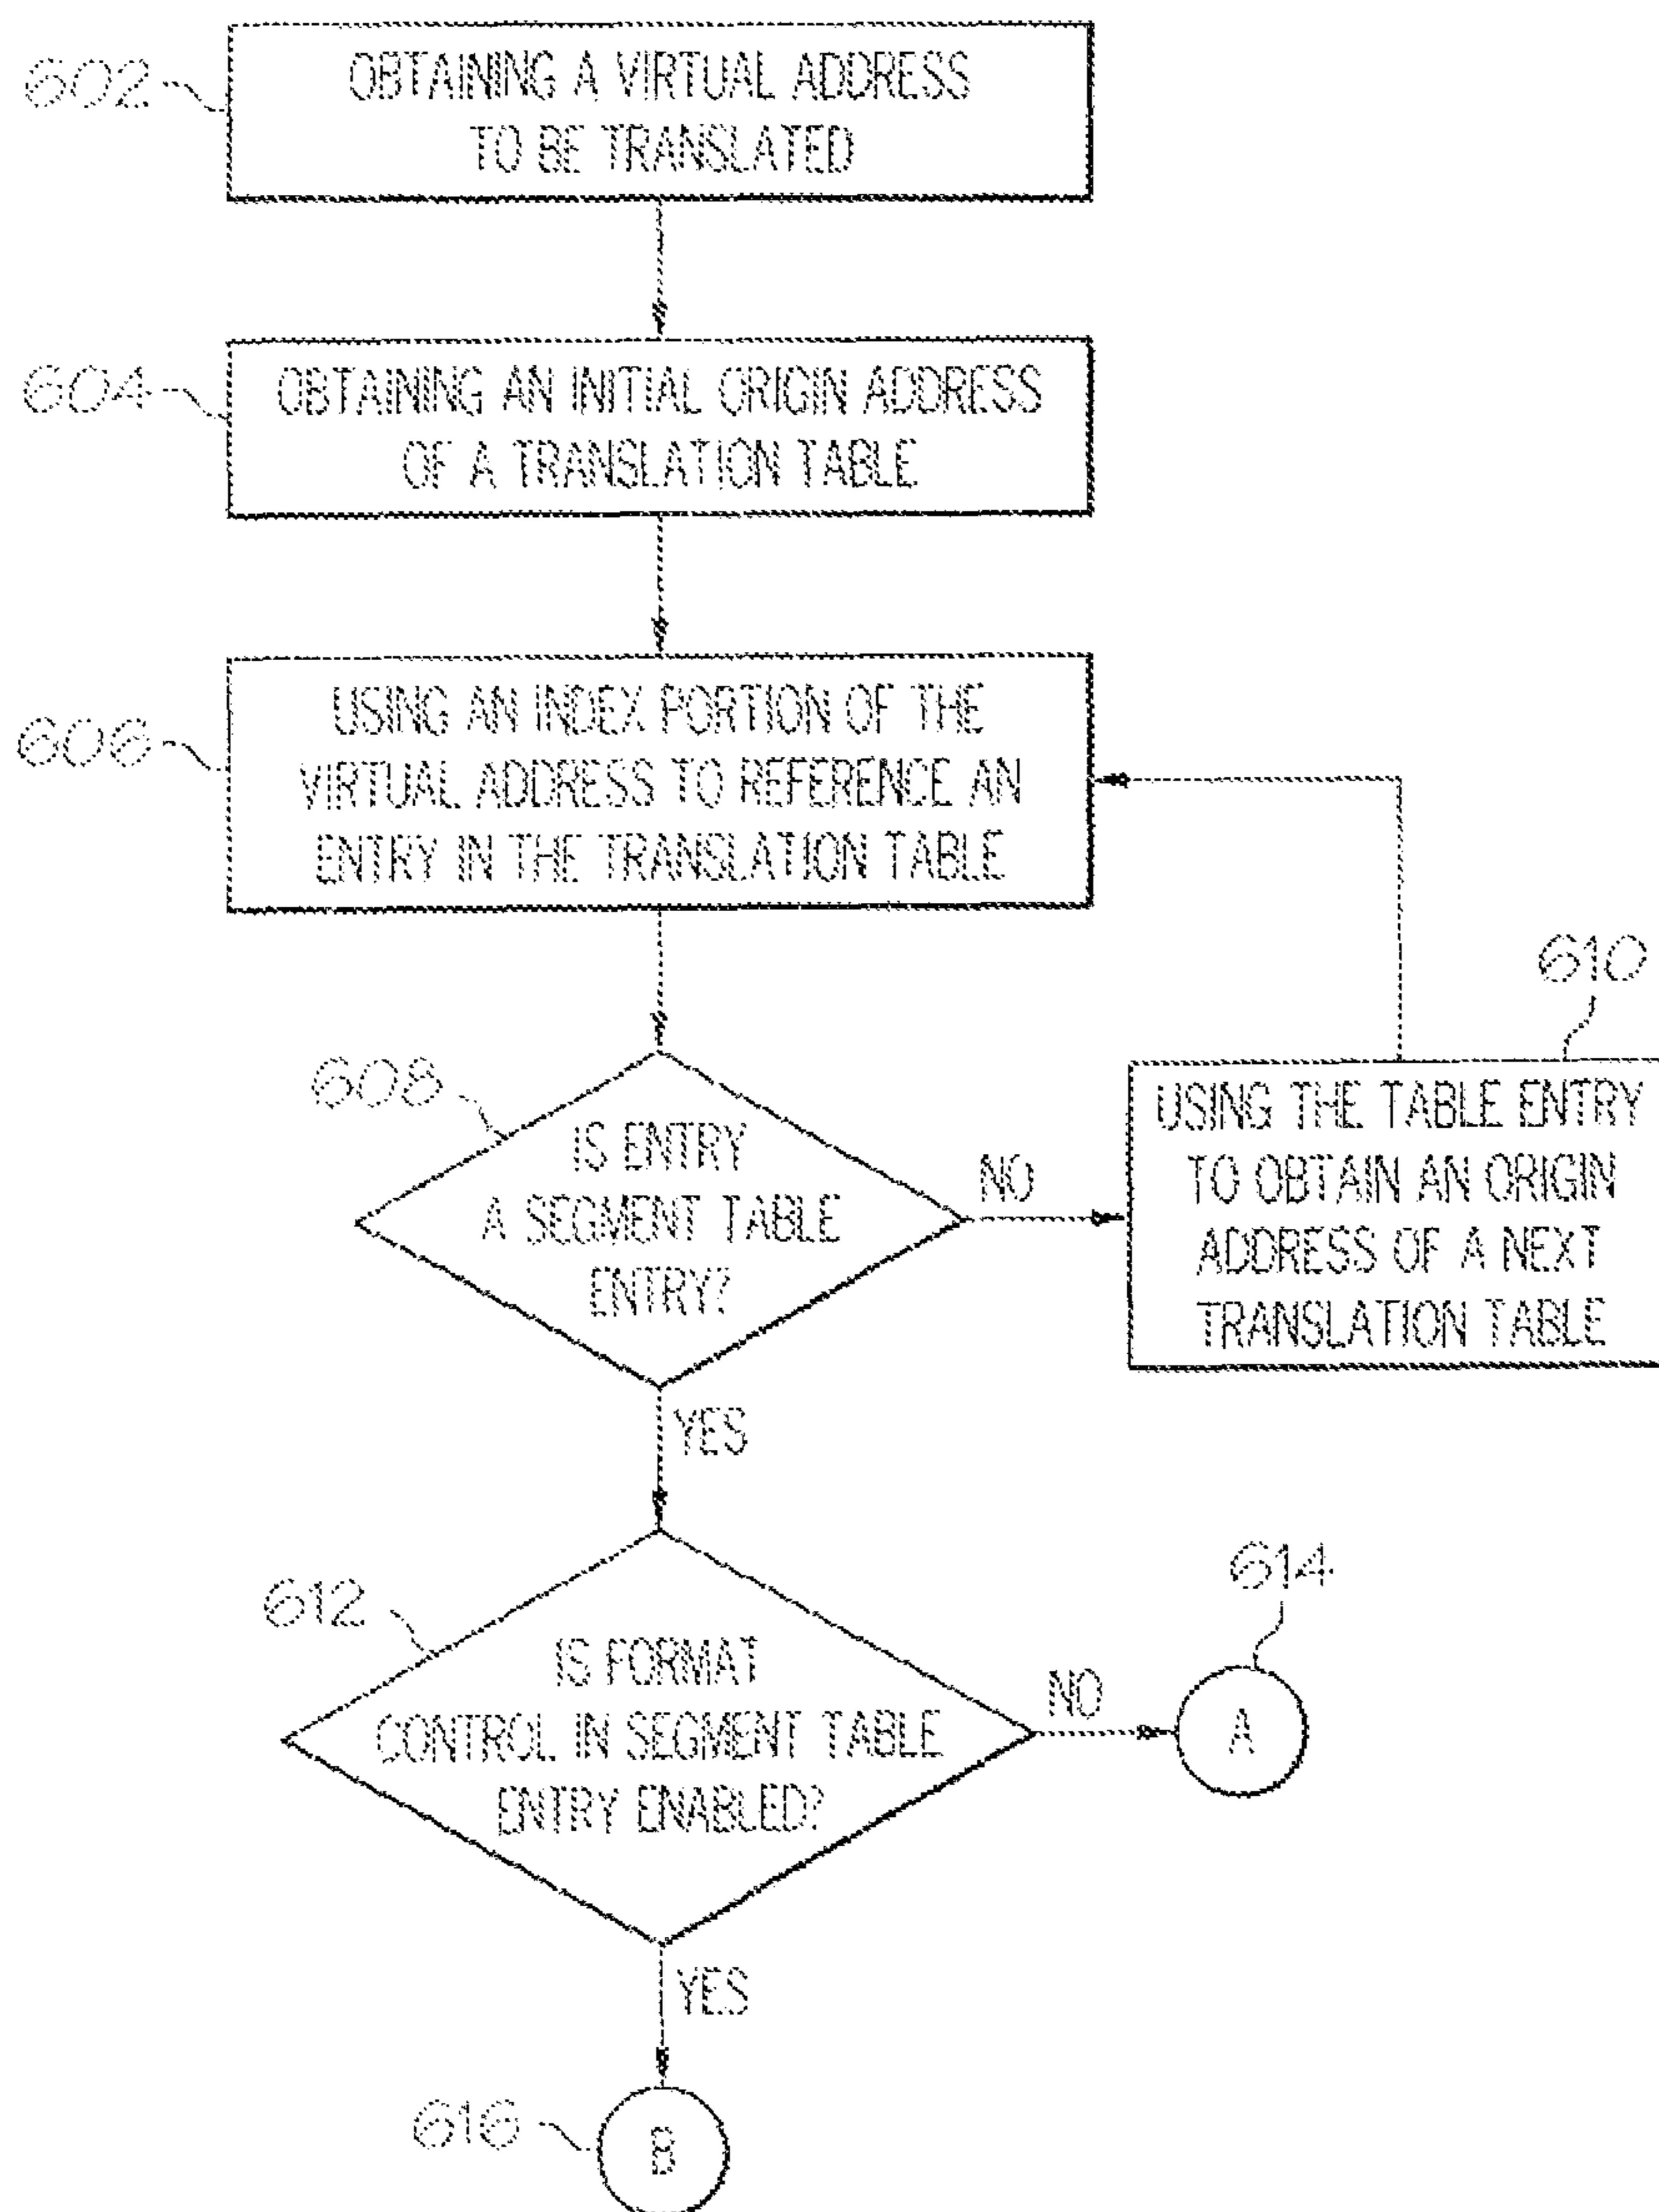 602
OBTAINING A VIRTUAL ADDRESS
TO BE TRANSLATED
604
OBTAINING AN INITIAL ORIGIN ADDRESS
OF A TRANSLATION TABLE
606
USING AN INDEX PORTION OF THE
VIRTUAL ADDRESS TO REFERENCE AN
ENTRY IN THE TRANSLATION TABLE
608
IS ENTRY
A SEGMENT TABLE
ENTRY?
NO
610
USING THE TABLE ENTRY
TO OBTAIN AN ORIGIN
ADDRESS OF A NEXT
TRANSLATION TABLE
YES
612
IS FORMAT
CONTROL IN SEGMENT TABLE
ENTRY ENABLED?
NO
614
A
YES
616
B